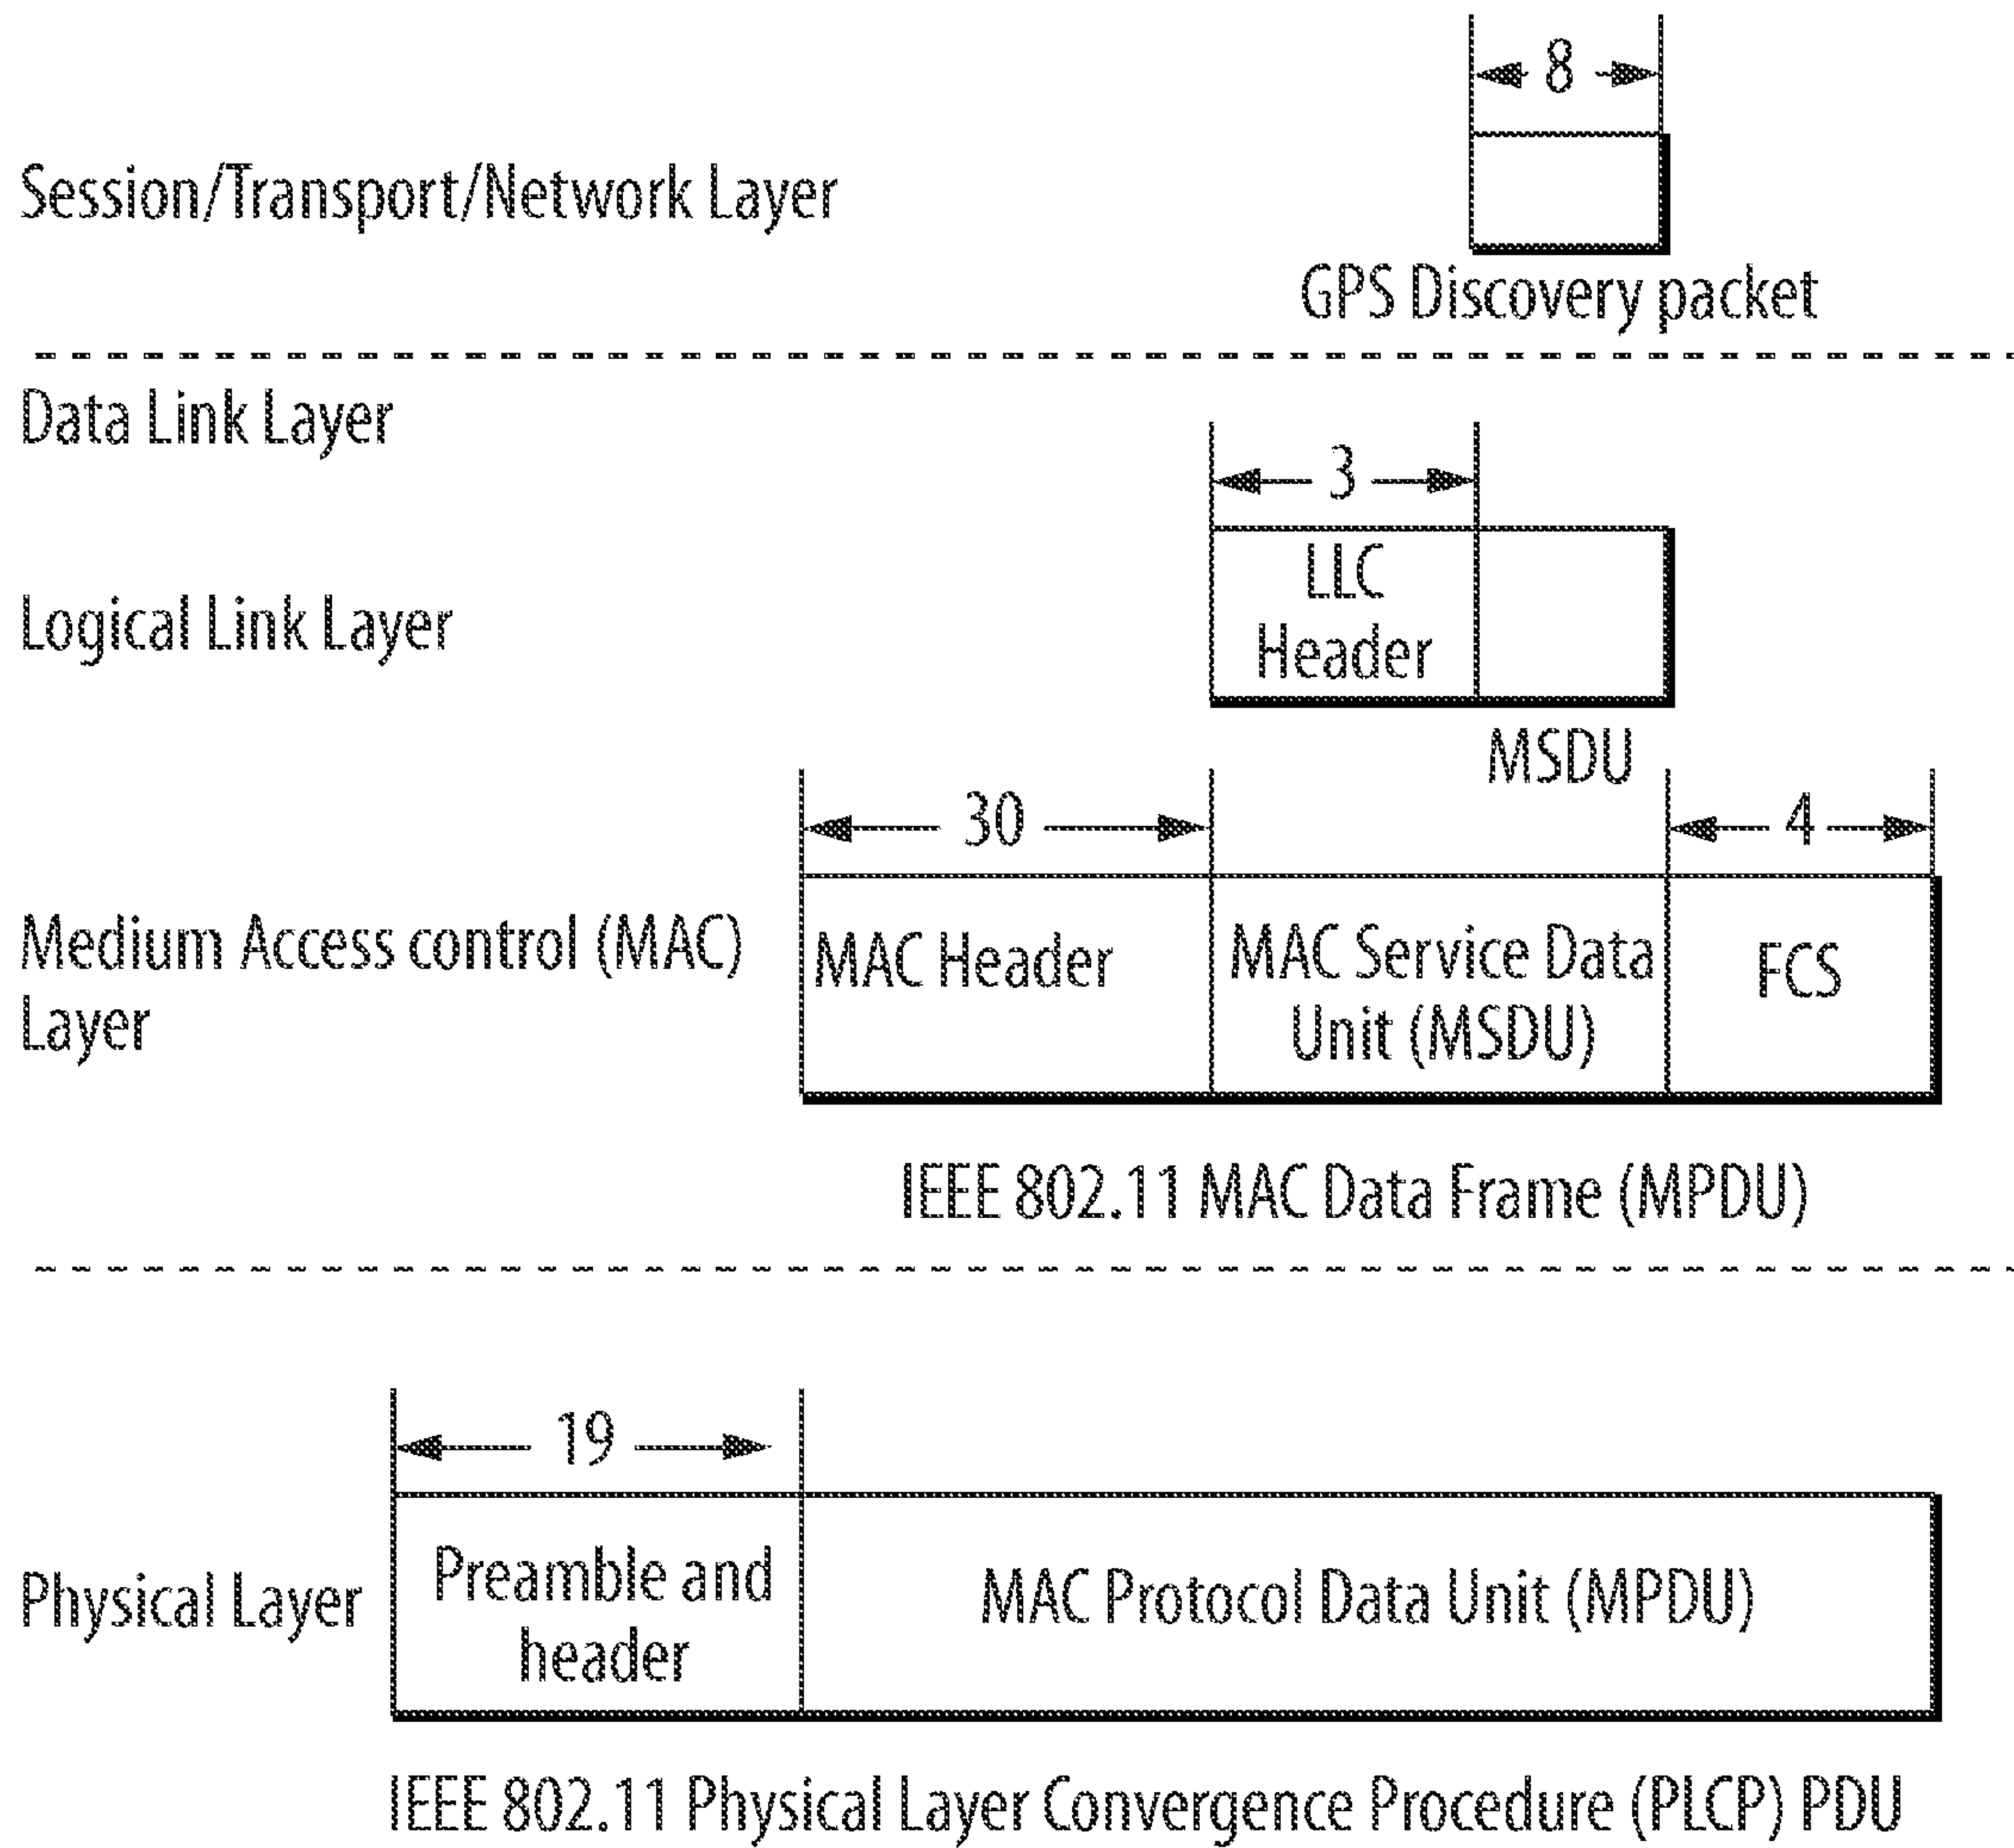 8
Session/Transport/Network Layer
GPS Discovery packet
Data Link Layer
3
LLC
Header
Logical Link Layer
MSDU
30
4
Medium Access control (MAC)
Layer
MAC Header
MAC Service Data
Unit (MSDU)
FCS
IEEE 802.11 MAC Data Frame (MPDU)
19
Physical Layer
Preamble and
header
MAC Protocol Data Unit (MPDU)
IEEE 802.11 Physical Layer Convergence Procedure (PLCP) PDU